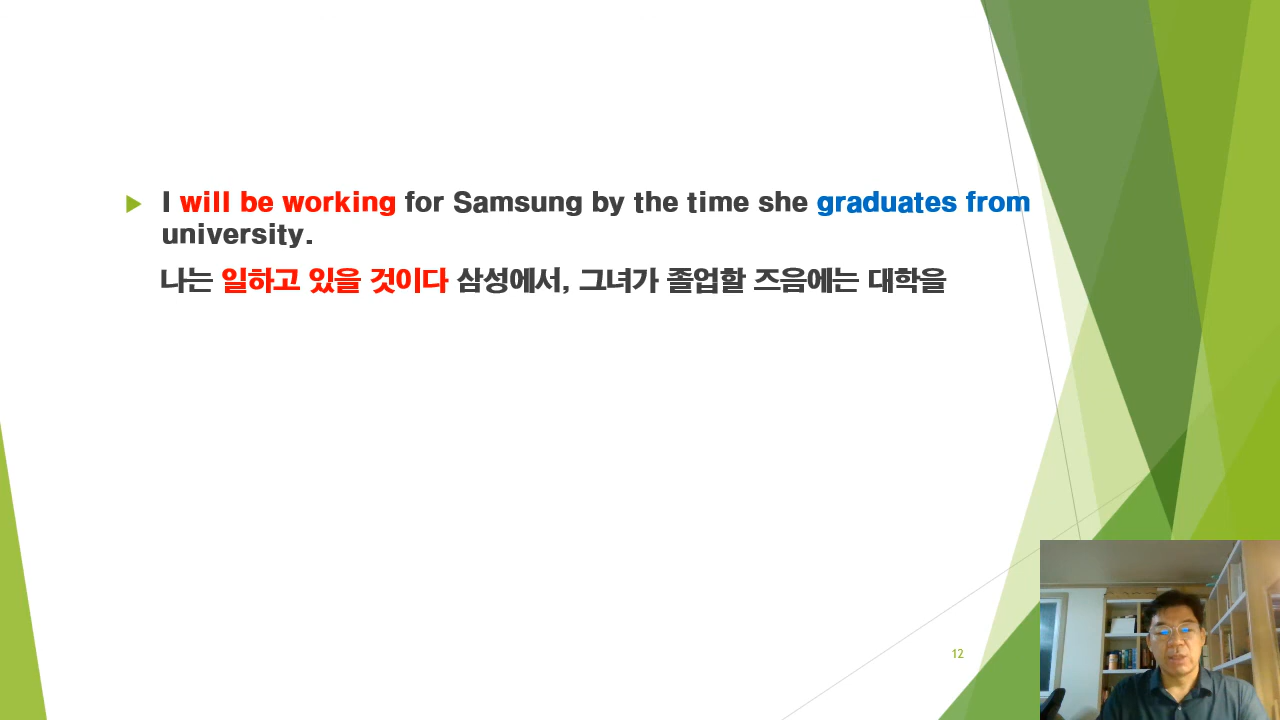 I will be working for Samsung by the time she graduates from
university.
나는 일하고 있을 것이다 삼성에서, 그녀가 졸업할 즈음에는 대학을
12